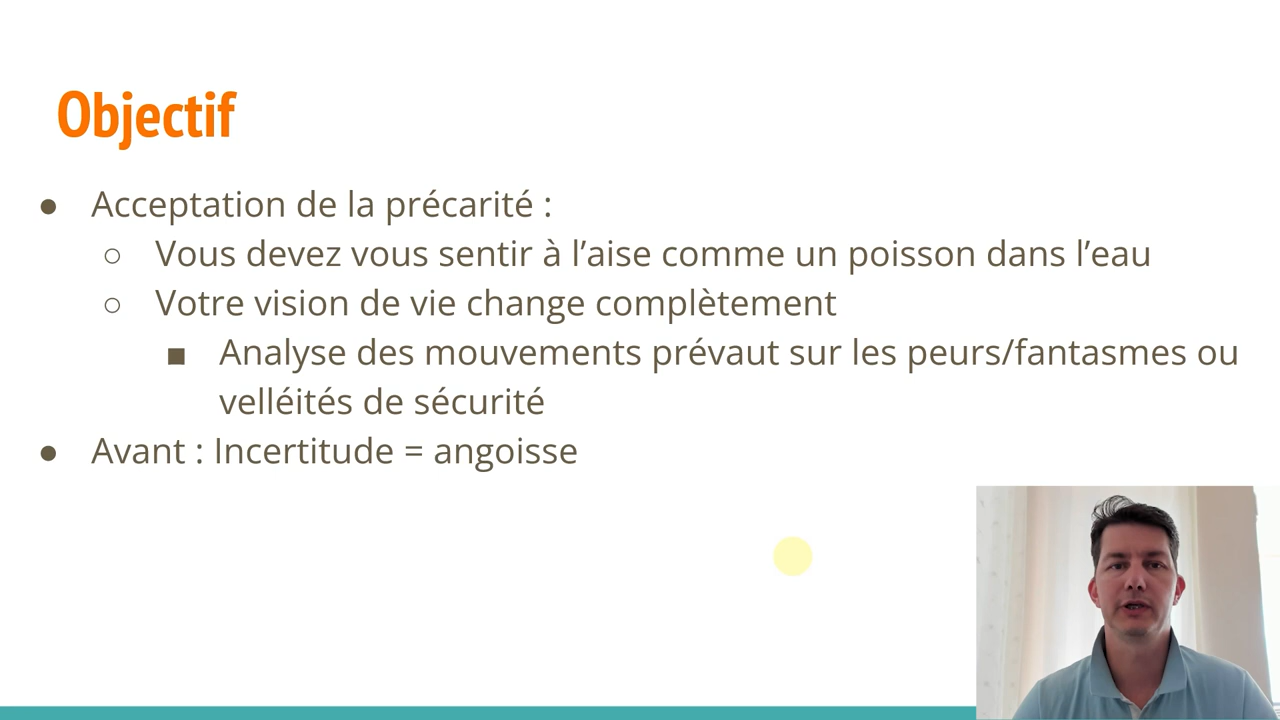 Objectif
● Acceptation de la précarité :
○ Vous devez vous sentir à l’aise comme un poisson dans l’eau
○ Votre vision de vie change complètement
■ Analyse des mouvements prévaut sur les peurs/fantasmes ou
velléités de sécurité
● Avant : Incertitude = angoisse